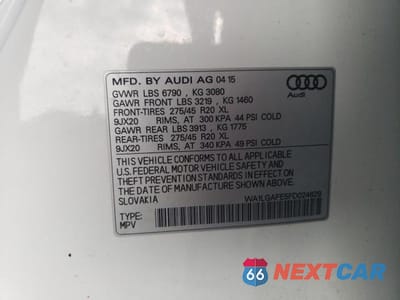 MFD. BY AUDI AG 04 15
GVWR LBS 6790 , KG 3080
GAWR FRONT LBS 3219 , KG 1460
FRONT-TIRES 275/45 R20 XL
9JX20 RIMS, AT 300 KPA 44 PSI COLD
GAWR REAR LBS 3913 , KG 1775
REAR-TIRES 275/45 R20 XL
9JX20 RIMS, AT 340 KPA 49 PSI COLD
Audi
THIS VEHICLE CONFORMS TO ALL APPLICABLE
U.S. FEDERAL MOTOR VEHICLE SAFETY AND
THEFT PREVENTION STANDARDS IN EFFECT ON
THE DATE OF MANUFACTURE SHOWN ABOVE.
SLOVAKIA WA1LGAFE5FD024629
TYPE:
MPV
66 NEXTCAR